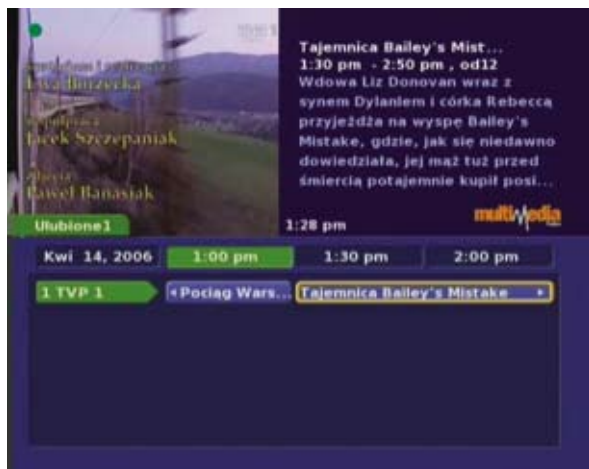 Ewa Borzęcka
Jacek Szczepaniak
Paweł Banasiak
Tajemnica Bailey's Mist...
1:30 pm - 2:50 pm , od12
Wdowa Liz Donovan wraz z
synem Dylanlem i córka Rebeccą
przyjeżdża na wyspę Bailey's
Mistake, gdzie, jak się niedawno
dowiedziała, jej mąż tuż przed
śmiercią potajemnie kupił posi...
multimedia
Ulubione1
1:28 pm
Kwi 14, 2006 1:00 pm 1:30 pm 2:00 pm
1 TVP 1 Pociąg Wars... Tajemnica Bailey's Mistake